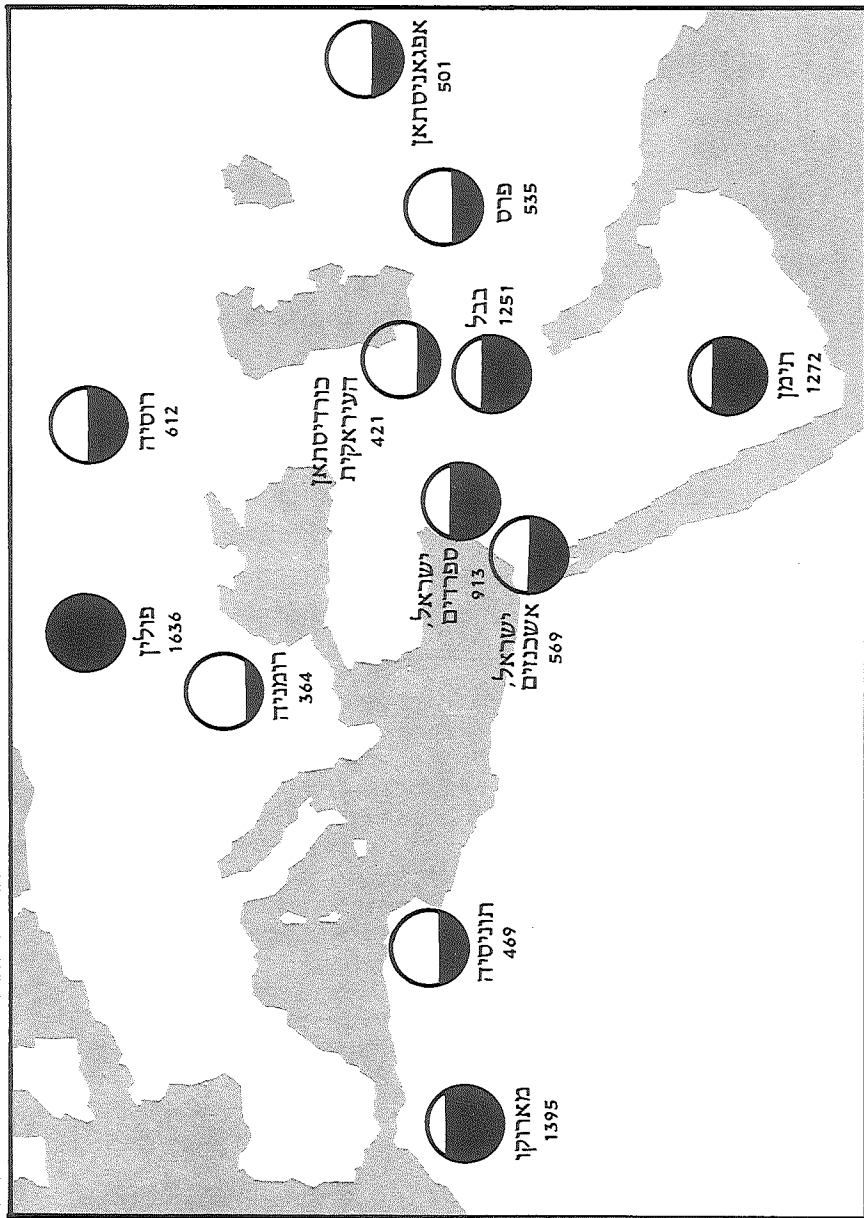 אפגאניסתאן
501
פרס
535
בבל
1251
כורדיסתאן
העיראקית
421
תימן
1272
רוסיה
612
ישראל,
ספרדים
913
ישראל,
אשכנזים
569
פולין
1636
רומניה
364
תוניסיה
469
מארוקו
1395